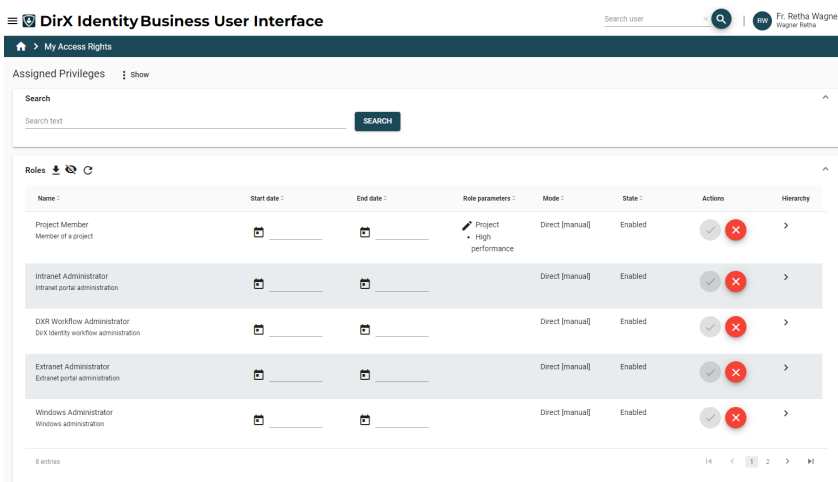 DirX Identity Business User Interface
Search user
RW
Fr. Retha Wagne
Wagner Retha
My Access Rights
Assigned Privileges
Show
Search
Search text
SEARCH
Roles
Name Start date End date Role parameters Mode State Actions Hierarchy
Project Member Project Direct [manual] Enabled
Member of a project • High
performance
Intranet Administrator Direct [manual] Enabled
Intranet portal administration
DXR Workflow Administrator Direct [manual] Enabled
DirX Identity workflow administration
Extranet Administrator Direct [manual] Enabled
Extranet portal administration
Windows Administrator Direct [manual] Enabled
Windows administration
8 entries 1 2